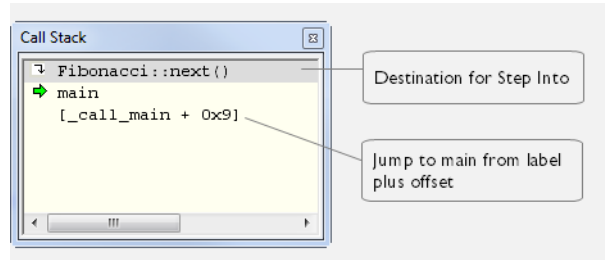 Call Stack
Fibonacci::next()
Destination for Step Into
main
[_call_main + 0x9]
Jump to main from label
plus offset